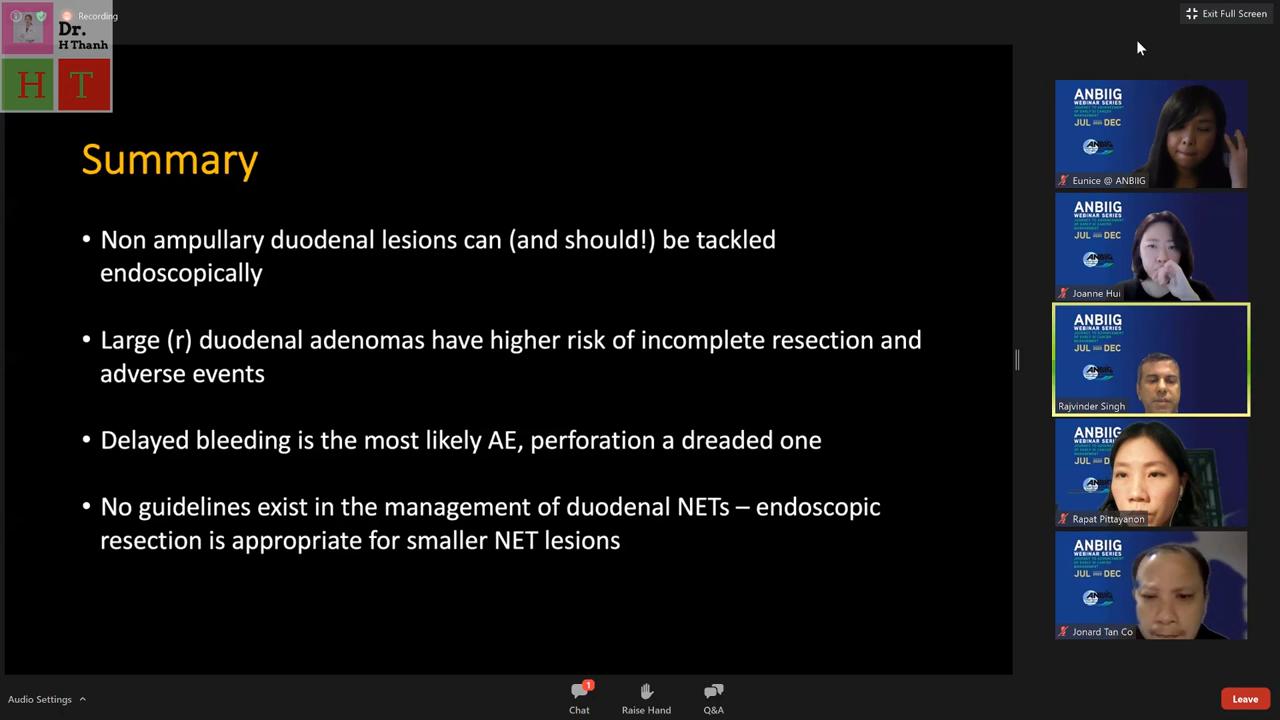 Recording
Dr.
H Thanh
H T
Exit Full Screen
Summary
• Non ampullary duodenal lesions can (and should!) be tackled
endoscopically
• Large (r) duodenal adenomas have higher risk of incomplete resection and
adverse events
• Delayed bleeding is the most likely AE, perforation a dreaded one
• No guidelines exist in the management of duodenal NETs – endoscopic
resection is appropriate for smaller NET lesions
ANBIIG
WEBINAR SERIES
JUL DEC
Eunice @ ANBIIG
ANBIIG
WEBINAR SERIES
JUL DEC
Joanne Hui
ANBIIG
WEBINAR SERIES
JUL DEC
Rajvinder Singh
ANBIIG
WEBINAR SERIES
JUL
Rapat Pittayanon
ANBIIG
WEBINAR SERIES
JUL DEC
Jonard Tan Co
Audio Settings
1
Chat
Raise Hand
Q&A
Leave